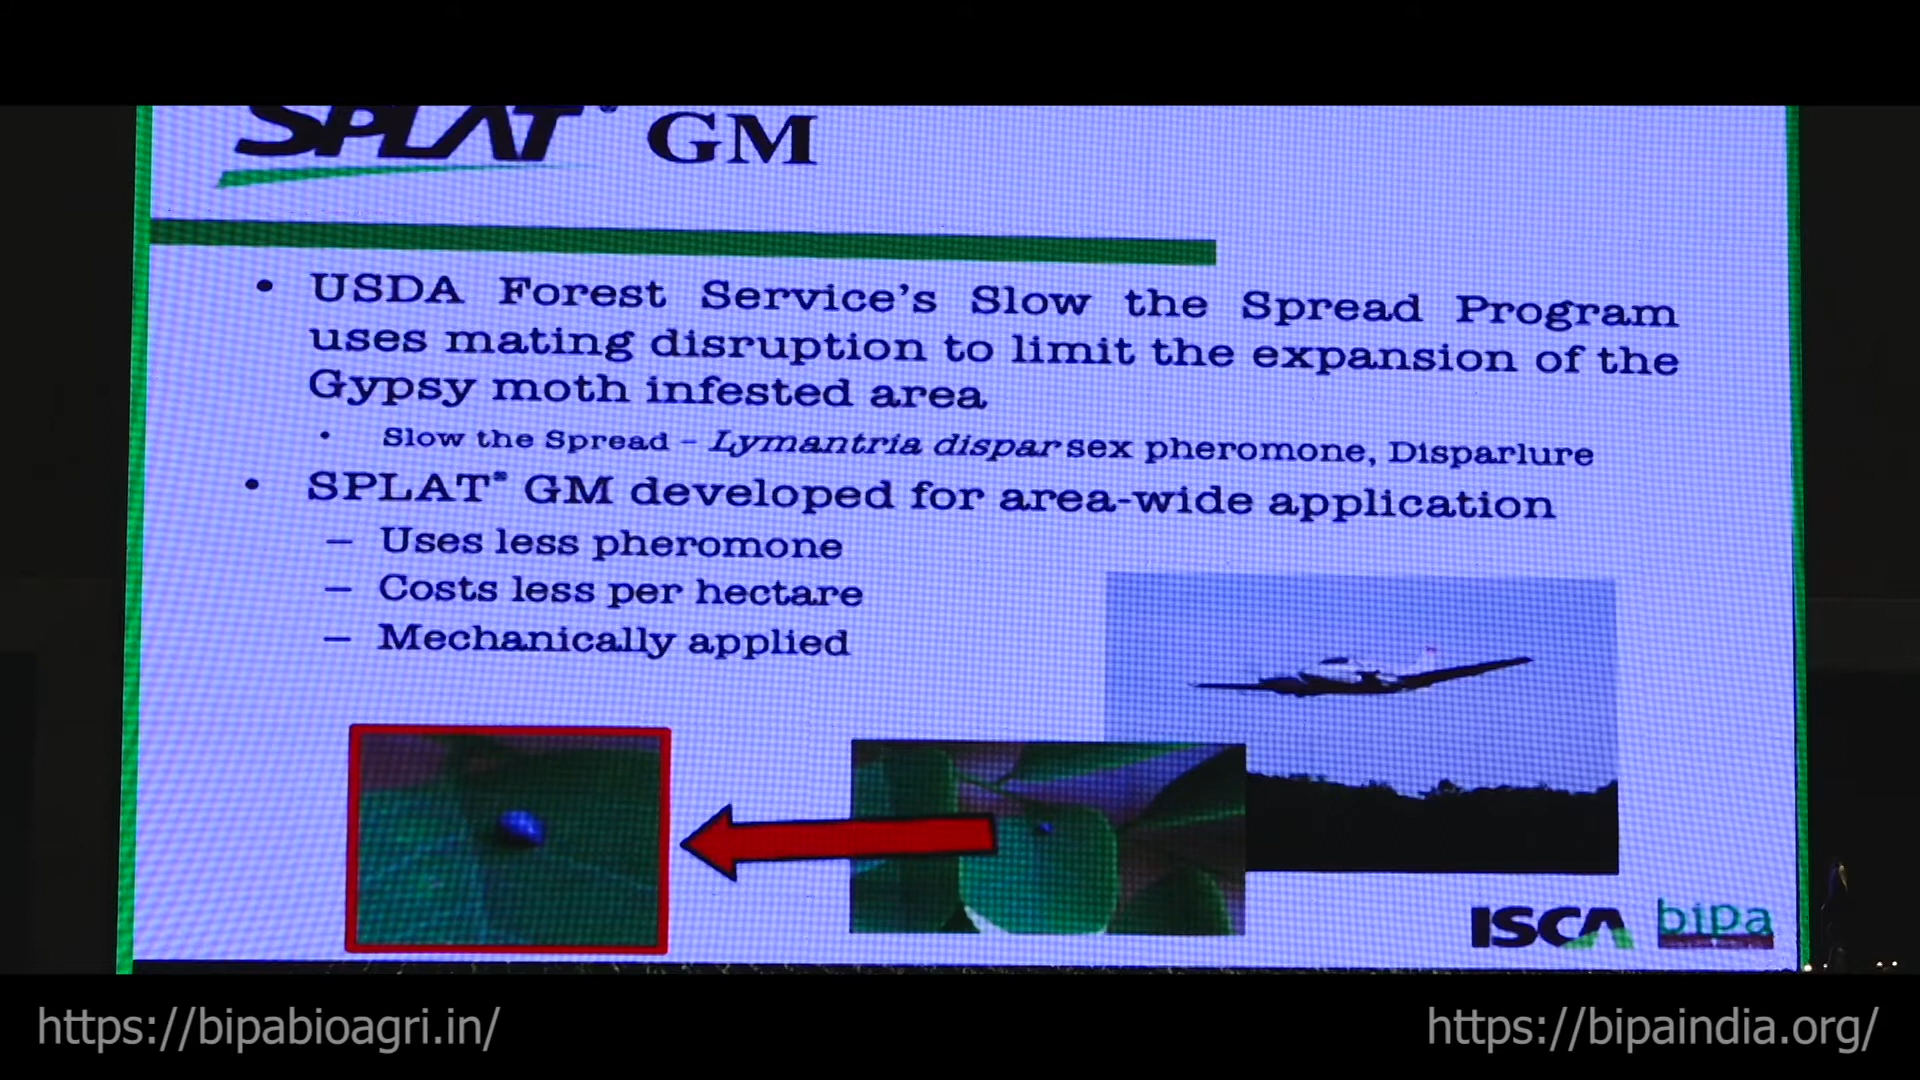 SPLAT® GM
• USDA Forest Service's Slow the Spread Program
uses mating disruption to limit the expansion of the
Gypsy moth infested area
• Slow the Spread – Lymantria dispar sex pheromone, Disparlure
• SPLAT® GM developed for area-wide application
– Uses less pheromone
– Costs less per hectare
– Mechanically applied
ISCA bipa
https://bipabioagri.in/ https://bipaindia.org/